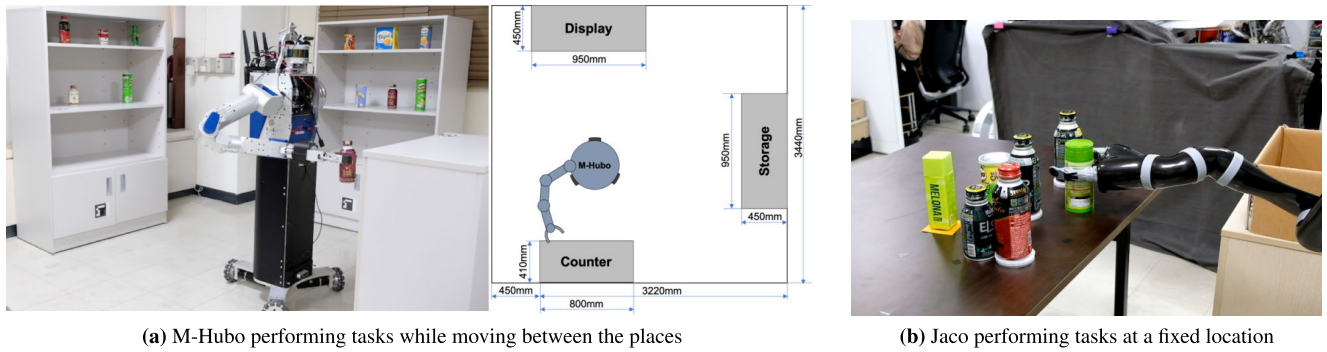 Display
450mm
950mm
M-Hubo
950mm
Storage
3440mm
450mm
410mm
Counter
450mm
3220mm
800mm
MELONA
(a) M-Hubo performing tasks while moving between the places
(b) Jaco performing tasks at a fixed location